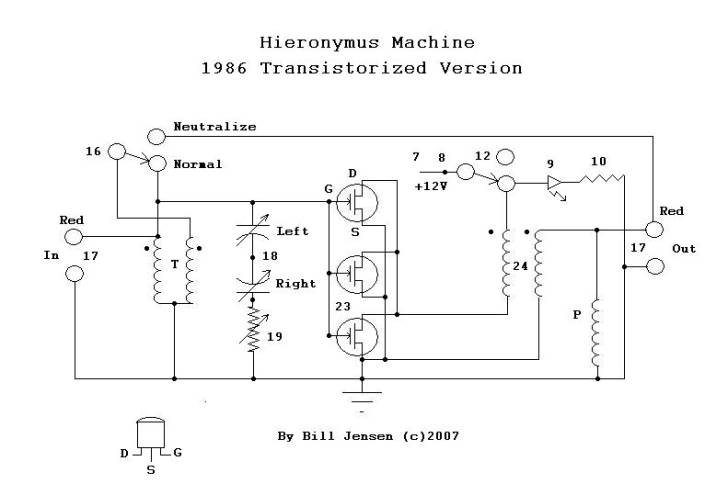 Hieronymus Machine
1986 Transistorized Version
Neutralize
16
Normal
7 8 12 9 10
+12V
D
G
S
Red
In 17
T
Left
18
Right
19
23
24
Red
17 Out
P
By Bill Jensen (c)2007
D G
S